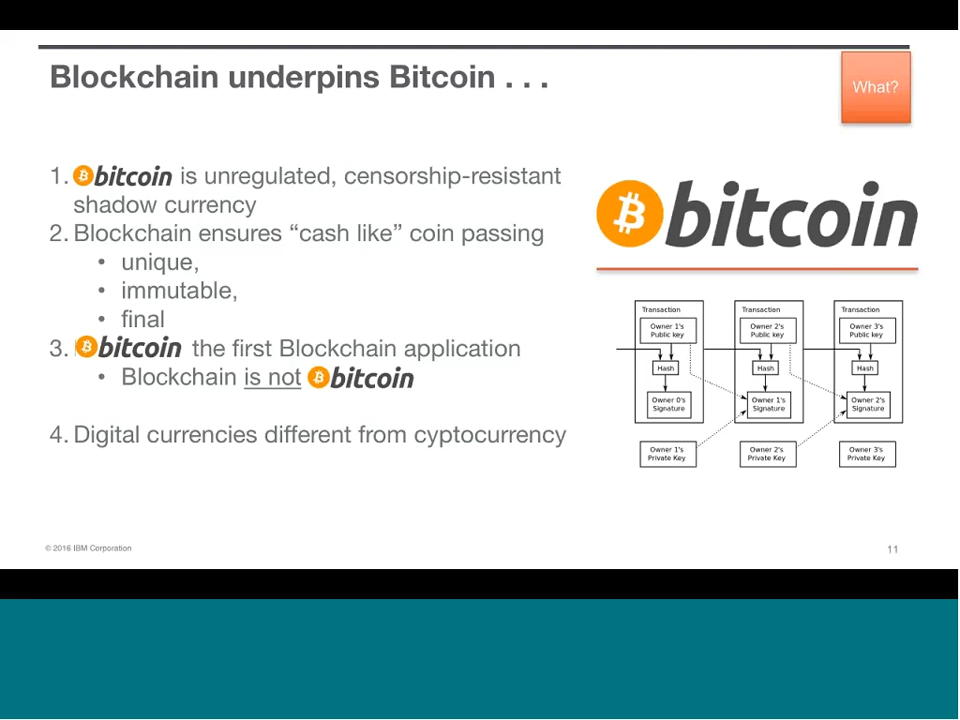 Blockchain underpins Bitcoin . . .
What?
1. bitcoin is unregulated, censorship-resistant
shadow currency
2. Blockchain ensures “cash like” coin passing
• unique,
• immutable,
• final
3. bitcoin the first Blockchain application
• Blockchain is not bitcoin
4. Digital currencies different from cyptocurrency
bitcoin
Transaction
Owner 1's
Public key
Hash
Owner 0's
Signature
Owner 1's
Private Key
Transaction
Owner 2's
Public key
Hash
Owner 1's
Signature
Owner 2's
Private Key
Transaction
Owner 3's
Public key
Hash
Owner 2's
Signature
Owner 3's
Private Key
© 2016 IBM Corporation
11